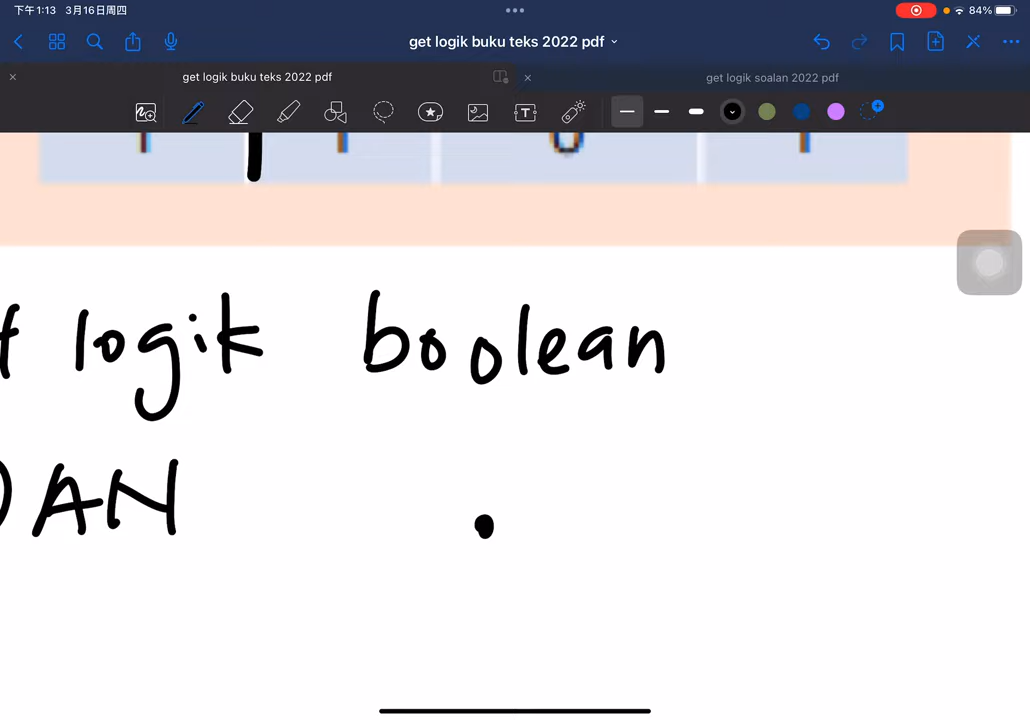 下午1:13 3月16日周四 84%
get logik buku teks 2022 pdf
get logik buku teks 2022 pdf get logik soalan 2022 pdf
T
logik boolean
DAN .